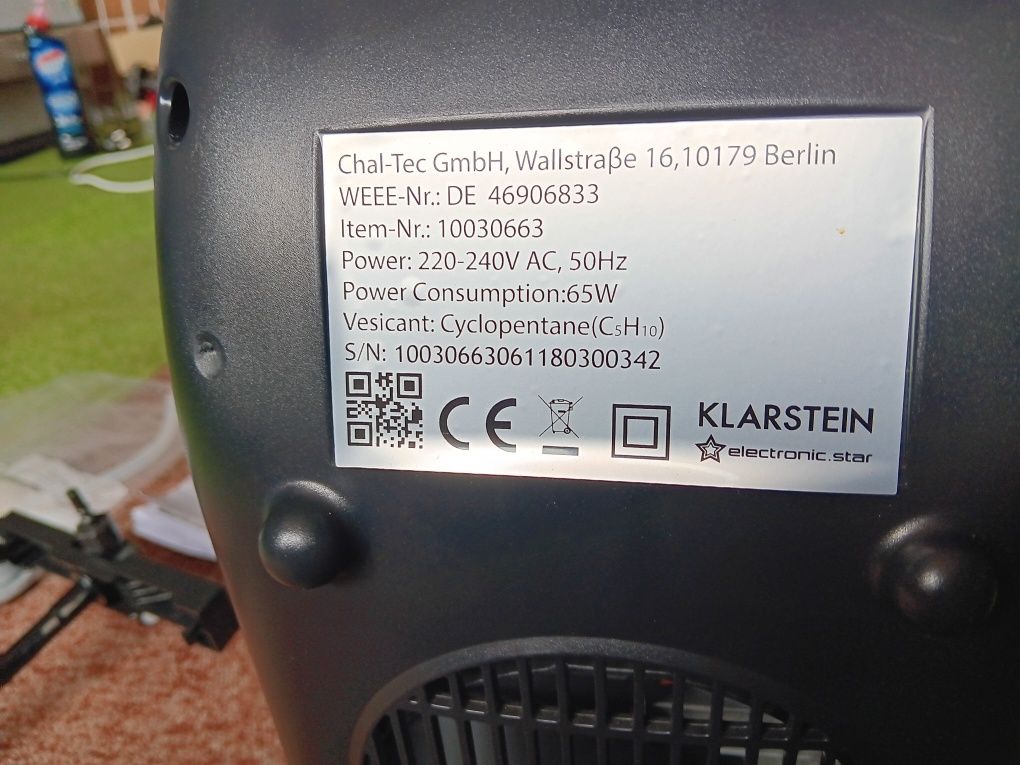 Chal-Tec GmbH, Wallstraße 16,10179 Berlin
WEEE-Nr.: DE 46906833
Item-Nr.: 10030663
Power: 220-240V AC, 50Hz
Power Consumption:65W
Vesicant: Cyclopentane(C₅H₁₀)
S/N: 10030663061180300342
CE
KLARSTEIN
electronic.star